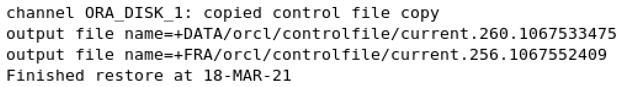 channel ORA_DISK_1: copied control file copy
output file name=+DATA/orcl/controlfile/current.260.1067533475
output file name=+FRA/orcl/controlfile/current.256.1067552409
Finished restore at 18-MAR-21